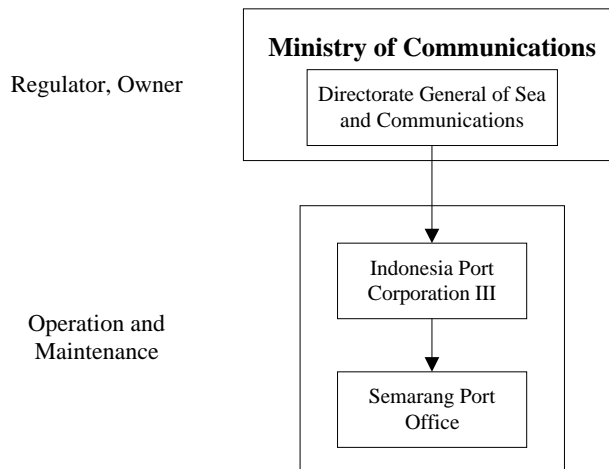 Ministry of Communications
Regulator, Owner
Directorate General of Sea
and Communications
Indonesia Port
Corporation III
Operation and
Maintenance
Semarang Port
Office